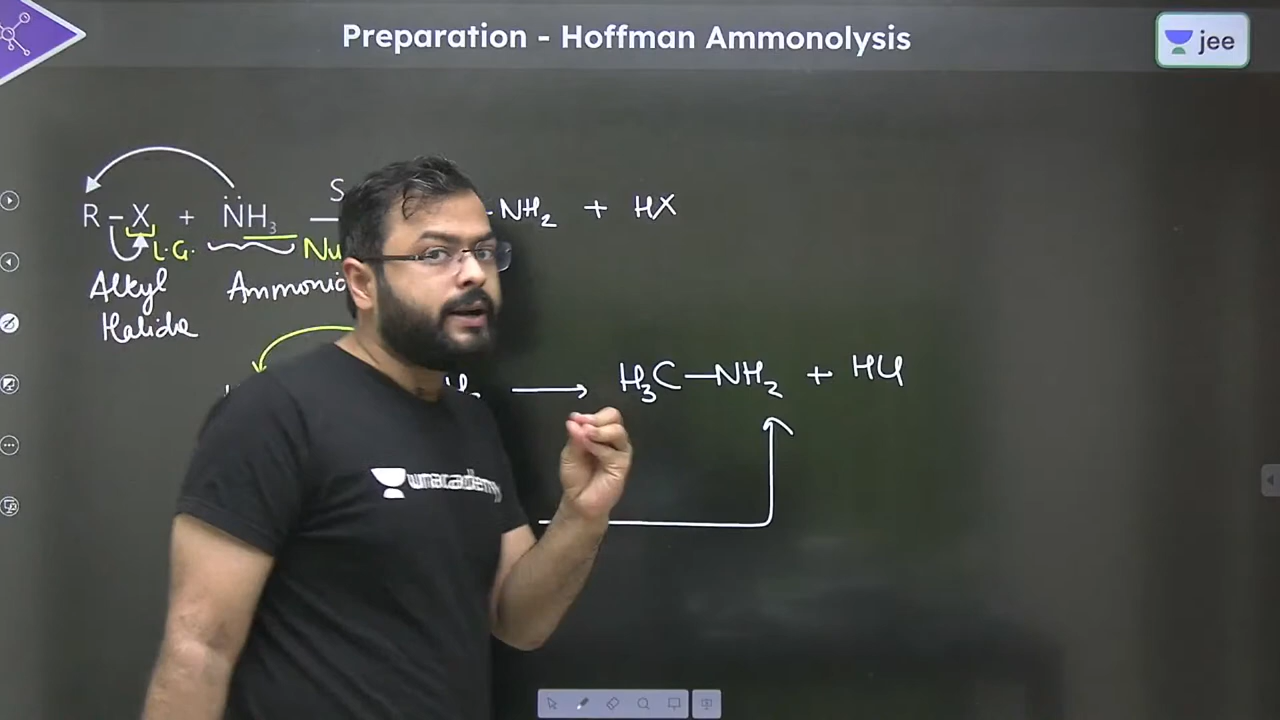 Preparation - Hoffman Ammonolysis
jee
R-X + NH3 → NH2 + HX
L.G. Nu
Alkyl
Halide
Ammonia
→ H3C-NH2 + HCl
unacademy